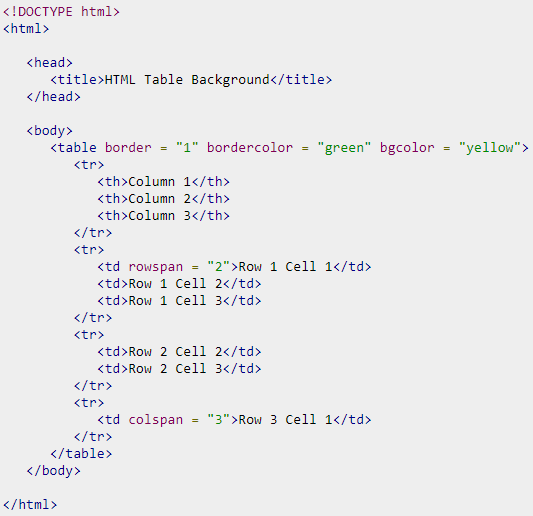 <!DOCTYPE html>
<html>
<head>
<title>HTML Table Background</title>
</head>
<body>
<table border = "1" bordercolor = "green" bgcolor = "yellow">
<tr>
<th>Column 1</th>
<th>Column 2</th>
<th>Column 3</th>
</tr>
<tr>
<td rowspan = "2">Row 1 Cell 1</td>
<td>Row 1 Cell 2</td>
<td>Row 1 Cell 3</td>
</tr>
<tr>
<td>Row 2 Cell 2</td>
<td>Row 2 Cell 3</td>
</tr>
<tr>
<td colspan = "3">Row 3 Cell 1</td>
</tr>
</table>
</body>
</html>